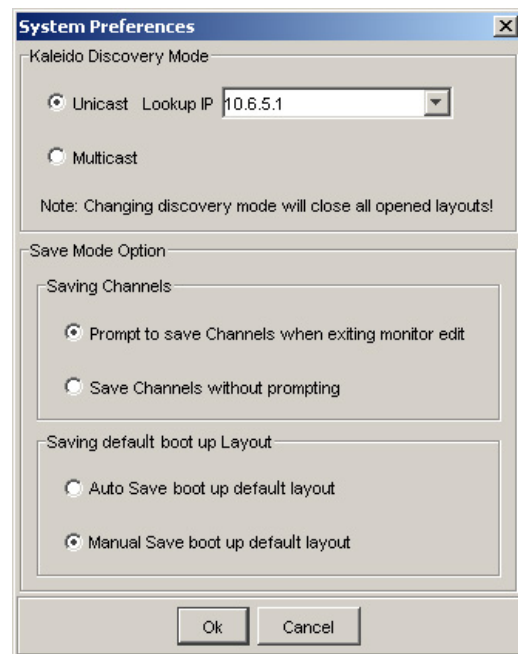 System Preferences
Kaleido Discovery Mode
Unicast Lookup IP 10.6.5.1
Multicast
Note: Changing discovery mode will close all opened layouts!
Save Mode Option
Saving Channels
Prompt to save Channels when exiting monitor edit
Save Channels without prompting
Saving default boot up Layout
Auto Save boot up default layout
Manual Save boot up default layout
Ok Cancel